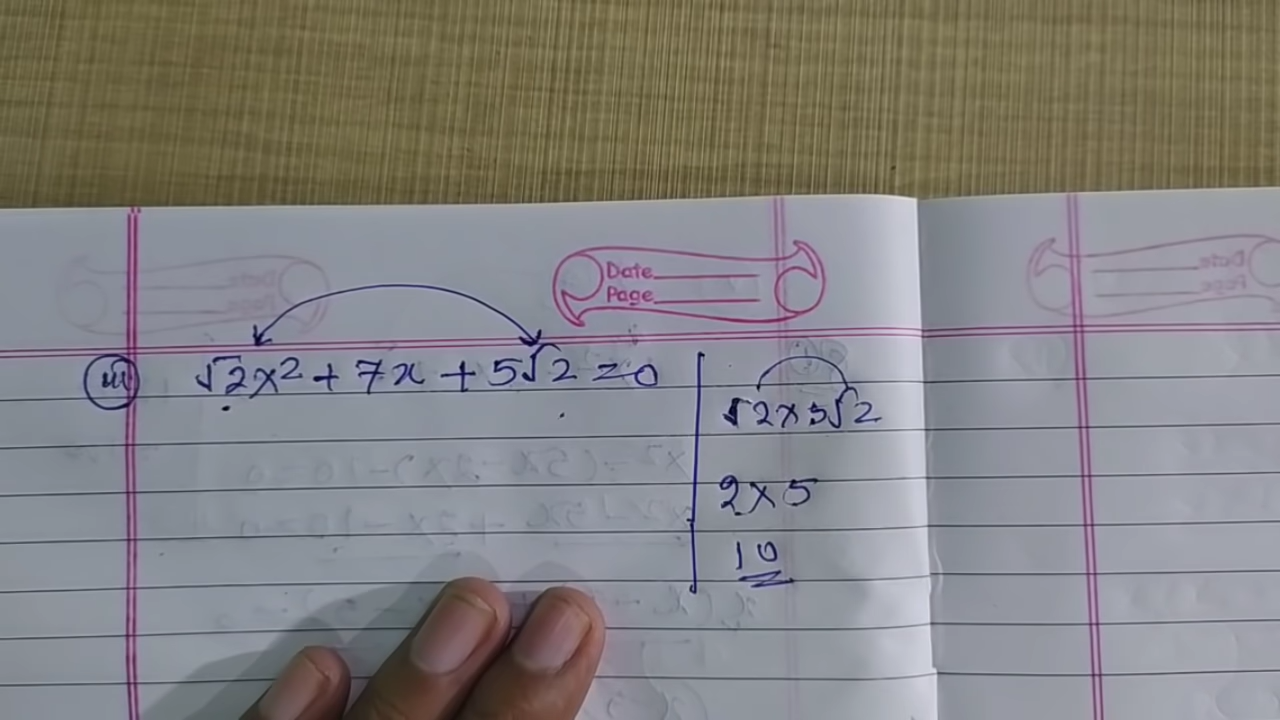 Date
Page
(iii) √2x² + 7x + 5√2 = 0
√2 × 5√2
2 × 5
10